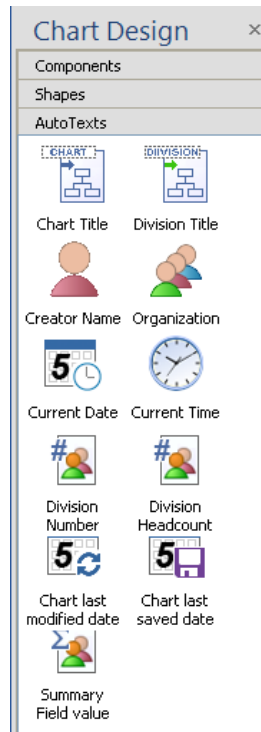 Chart Design
Components
Shapes
AutoTexts
CHART DIVISION
Chart Title Division Title
Creator Name Organization
5
Current Date Current Time
# #
Division Division
Number Headcount
5 5
Chart last Chart last
modified date saved date
Σ
Summary
Field value